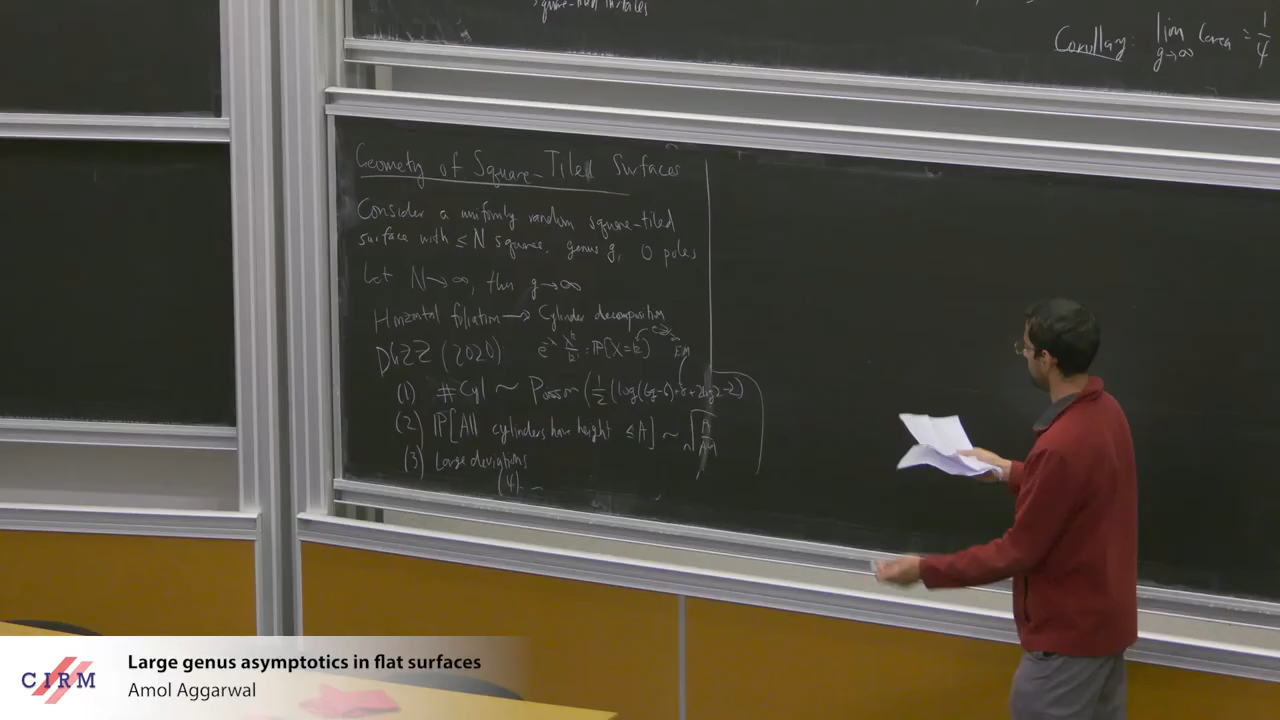 Corollary: lim g→∞ Carea = 1/4
Geometry of Square-Tiled Surfaces
Consider a uniformly random square-tiled
surface with ≤ N squares, genus g, 0 poles
Let N→∞, then g→∞
Horizontal foliation → Cylinder decomposition
DGZZ (2020) e^{-λ} λ^k/k! = P[X=k]
(1) #Cyl ~ Poisson (1/2 (log(6g-6)+γ+2log2-2)
(2) P[All cylinders have height ≤ A] ~
(3) Large deviations
(4)
CIRM
Large genus asymptotics in flat surfaces
Amol Aggarwal